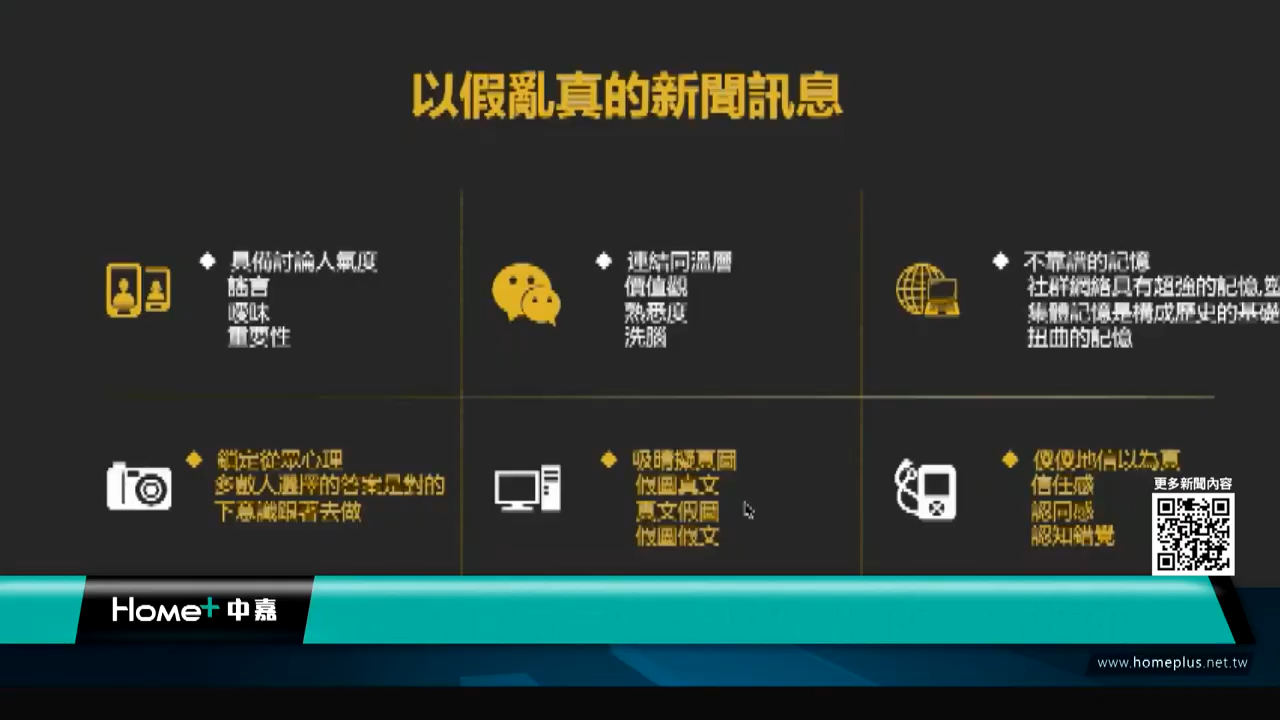 以假亂真的新聞訊息
具備討論人氣度
謠言
曖昧
重要性
連結同溫層
價值觀
熟悉度
洗腦
不靠譜的記憶
社群網絡具有超強的記憶,塑
集體記憶是構成歷史的基礎
扭曲的記憶
鎖定從眾心理
多數人選擇的答案是對的
下意識跟著去做
吸睛擬真圖
假圖真文
真文假圖
假圖假文
傻傻地信以為真
信任感
認同感
認知錯覺
更多新聞內容
Home+中嘉
www.homeplus.net.tw